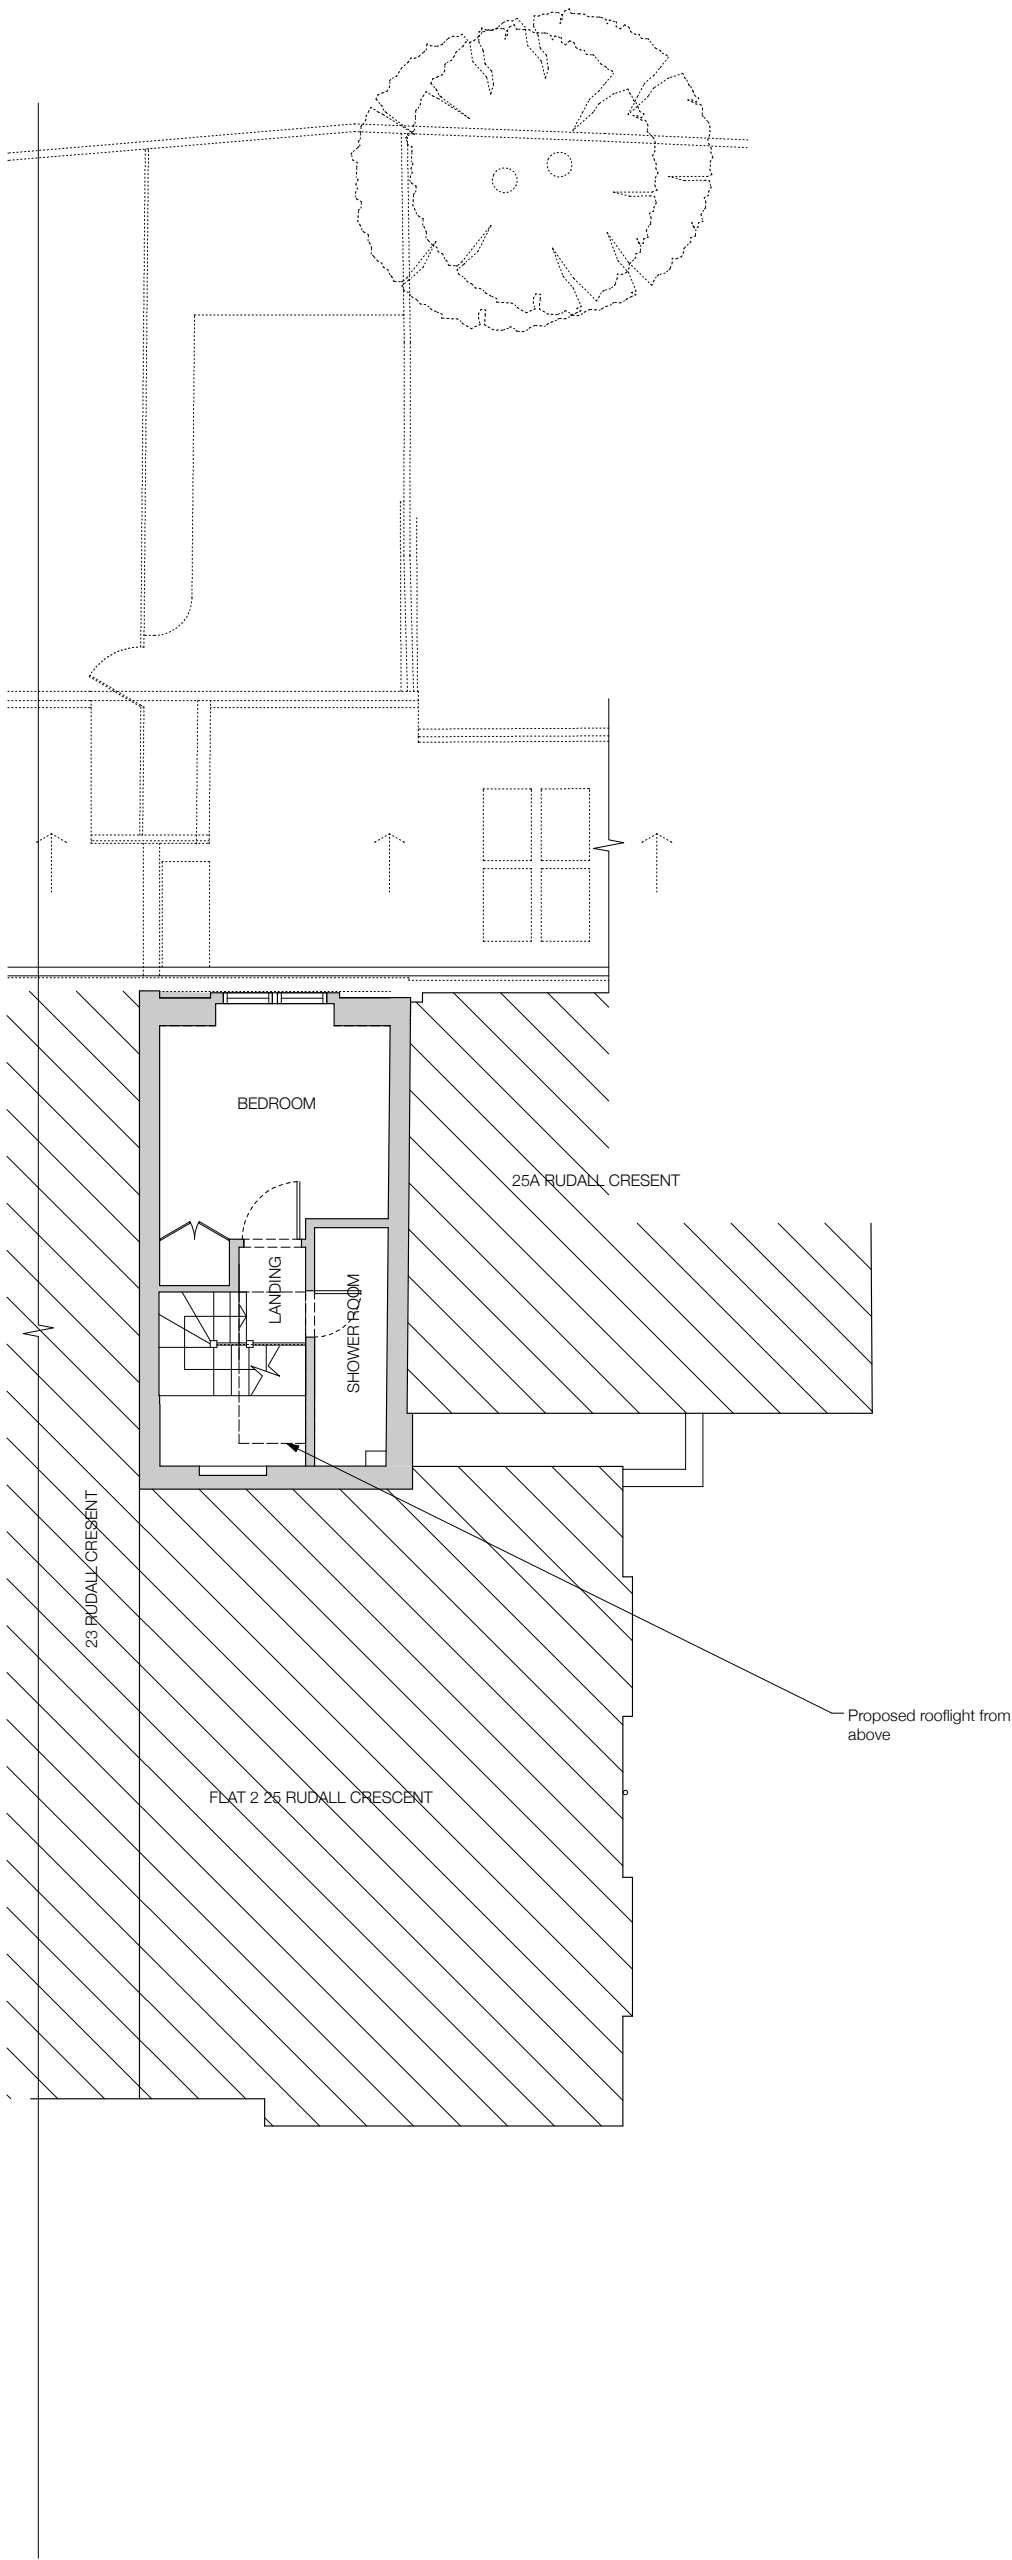 BEDROOM
25A RUDALL CRESENT
LANDING
SHOWER ROOM
23 RUDALL CRESENT
Proposed rooflight from
above
FLAT 2 25 RUDALL CRESCENT